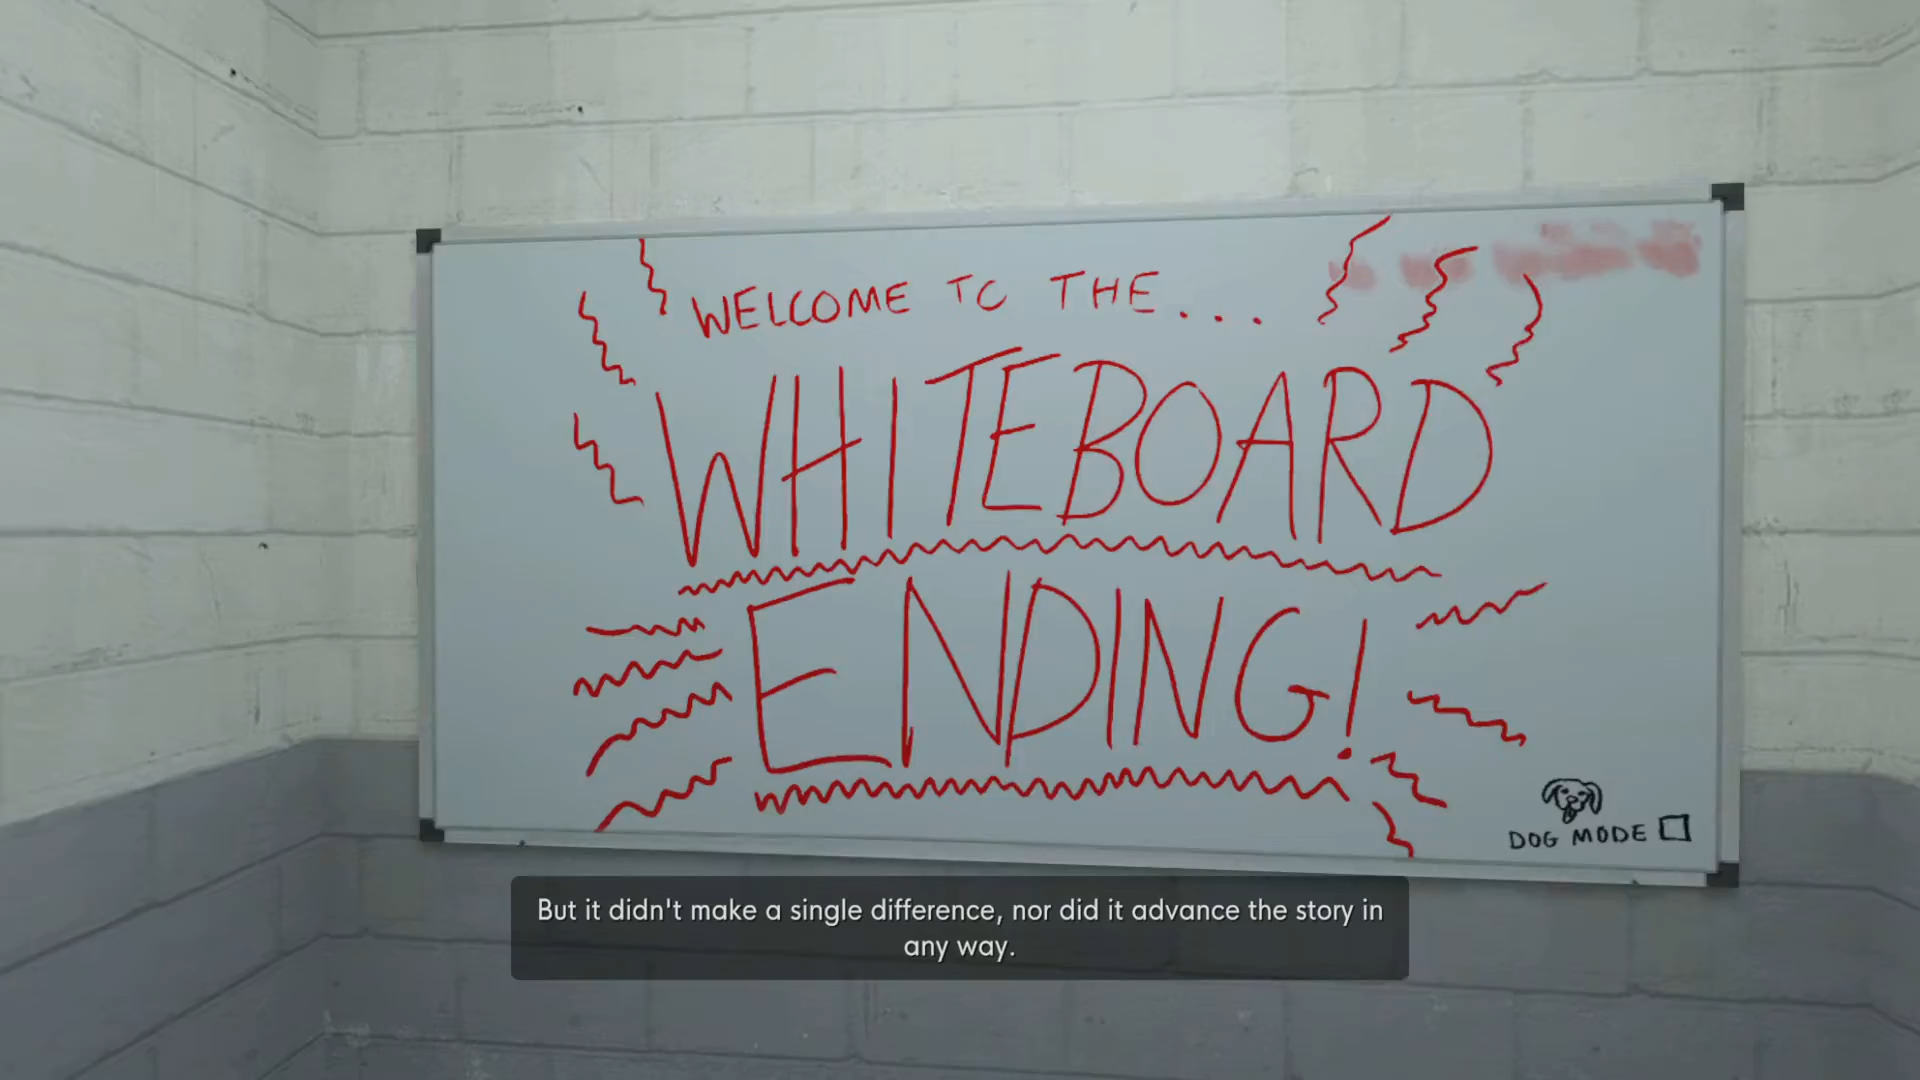 WELCOME TO THE...
WHITEBOARD
ENDING!
DOG MODE
But it didn't make a single difference, nor did it advance the story in
any way.